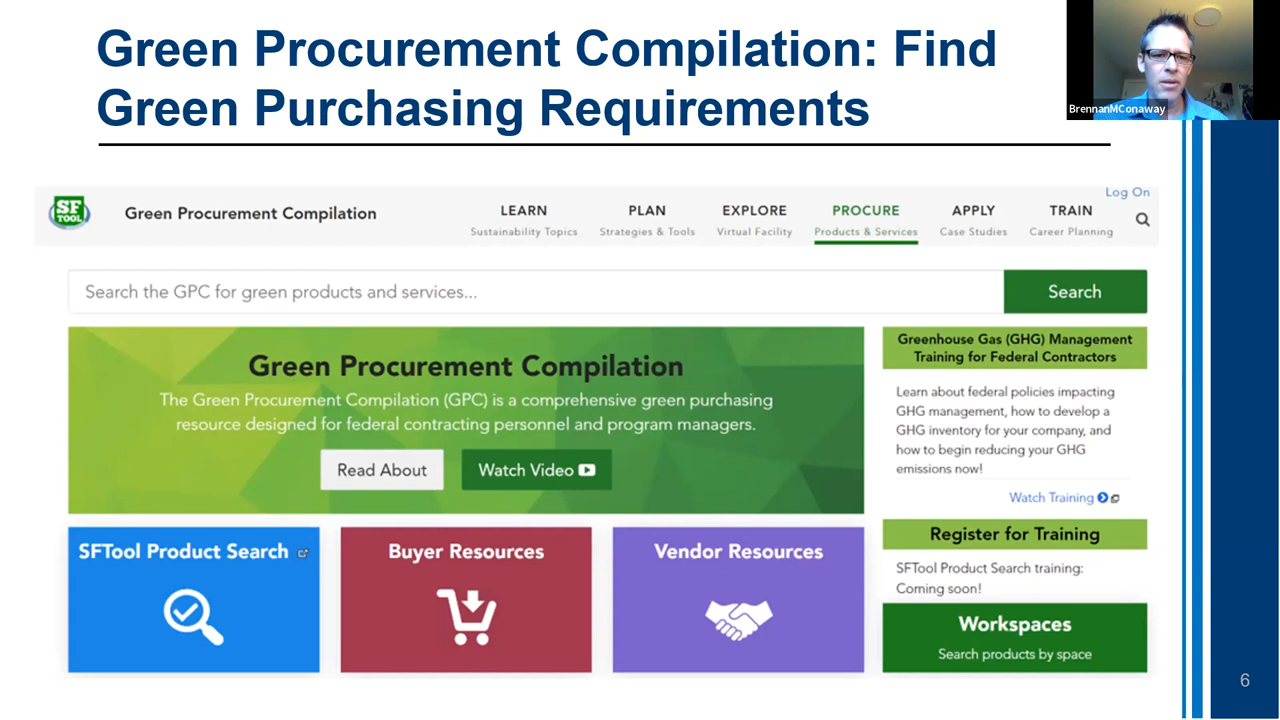 Green Procurement Compilation: Find
Green Purchasing Requirements
BrennanMConaway
Log On
SF
TOOL
Green Procurement Compilation
LEARN
Sustainability Topics
PLAN
Strategies & Tools
EXPLORE
Virtual Facility
PROCURE
Products & Services
APPLY
Case Studies
TRAIN
Career Planning
Search the GPC for green products and services...
Search
Green Procurement Compilation
The Green Procurement Compilation (GPC) is a comprehensive green purchasing
resource designed for federal contracting personnel and program managers.
Read About
Watch Video
Greenhouse Gas (GHG) Management
Training for Federal Contractors
Learn about federal policies impacting
GHG management, how to develop a
GHG inventory for your company, and
how to begin reducing your GHG
emissions now!
Watch Training
SFTool Product Search
Buyer Resources
Vendor Resources
Register for Training
SFTool Product Search training:
Coming soon!
Workspaces
Search products by space
6